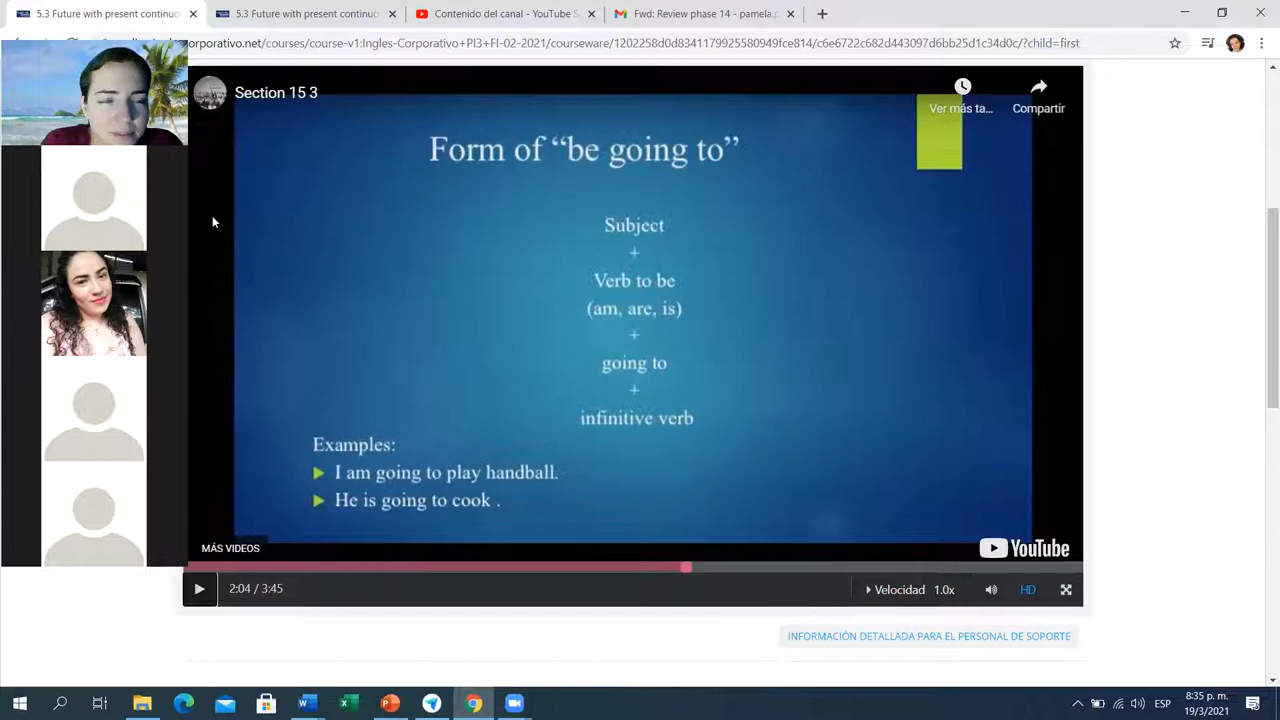 5.3 Future with present continuo
5.3 Future with present continuo
Contenido del canal - YouTube S
Fwd: Review phase 14 - pamela.p
orporativo.net/courses/course-v1:Ingles-Corporativo+PI3+FI-02-2021/courseware/1202258d0d8341179925580949fce814/c6e6722c682d443097d6bb25d1c34d0c/?child=first
Section 15 3
Ver más ta...
Compartir
Form of “be going to”
Subject
+
Verb to be
(am, are, is)
+
going to
+
infinitive verb
Examples:
I am going to play handball.
He is going to cook .
MÁS VIDEOS
YouTube
2:04 / 3:45
Velocidad 1.0x
HD
INFORMACIÓN DETALLADA PARA EL PERSONAL DE SOPORTE
ESP
8:35 p. m.
19/3/2021